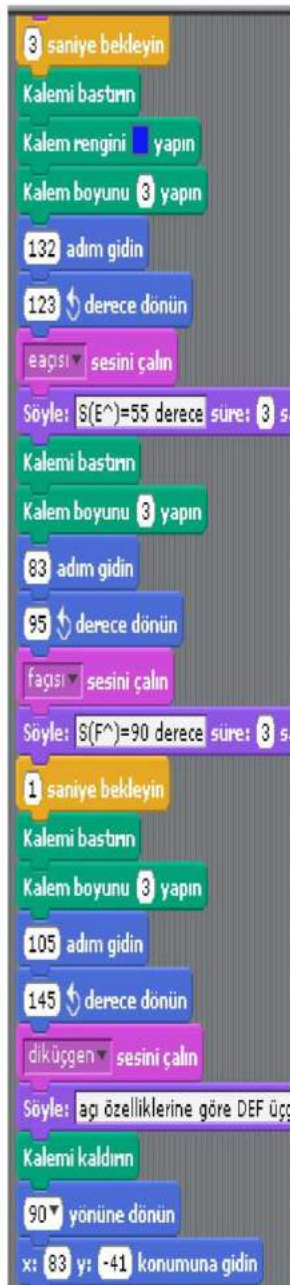 3 saniye bekleyin
Kalemi bastırın
Kalem rengini yapın
Kalem boyunu 3 yapın
132 adım gidin
123 derece dönün
eaçısı sesini çalın
Söyle: S(E^)=55 derece süre: 3 s
Kalemi bastırın
Kalem boyunu 3 yapın
83 adım gidin
95 derece dönün
façısı sesini çalın
Söyle: S(F^)=90 derece süre: 3 s
1 saniye bekleyin
Kalemi bastırın
Kalem boyunu 3 yapın
105 adım gidin
145 derece dönün
diküçgen sesini çalın
Söyle: açı özelliklerine göre DEF üçg
Kalemi kaldırın
90 yönüne dönün
x: 83 y: -41 konumuna gidin